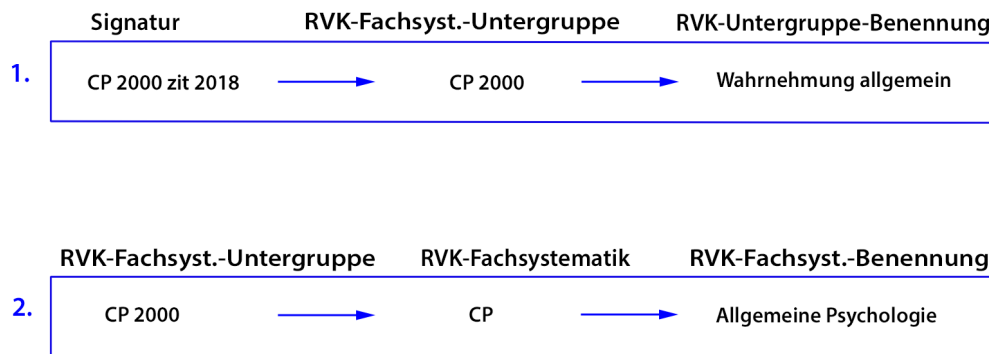 Signatur RVK-Fachsyst.-Untergruppe RVK-Untergruppe-Benennung
1. CP 2000 zit 2018 CP 2000 Wahrnehmung allgemein
RVK-Fachsyst.-Untergruppe RVK-Fachsystematik RVK-Fachsyst.-Benennung
2. CP 2000 CP Allgemeine Psychologie